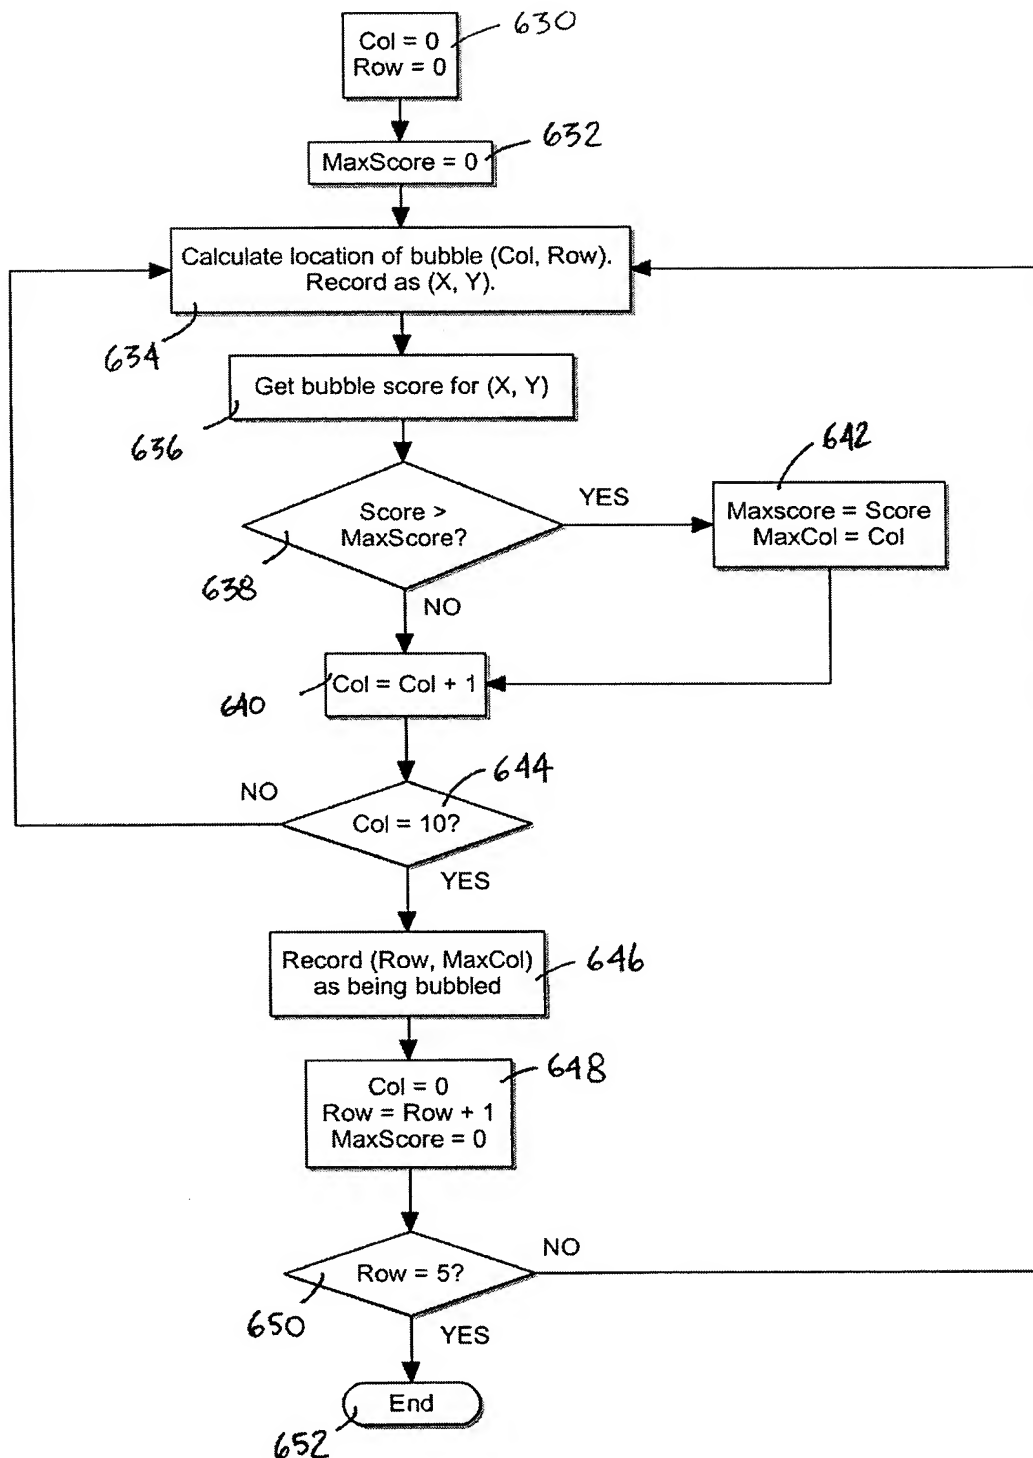 Col = 0
Row = 0
630
MaxScore = 0
632
Calculate location of bubble (Col, Row).
Record as (X, Y).
634
Get bubble score for (X, Y)
636
Score >
MaxScore?
638
YES
642
Maxscore = Score
MaxCol = Col
NO
Col = Col + 1
640
644
NO
Col = 10?
YES
Record (Row, MaxCol)
as being bubbled
646
Col = 0
Row = Row + 1
MaxScore = 0
648
Row = 5?
NO
650
YES
End
652